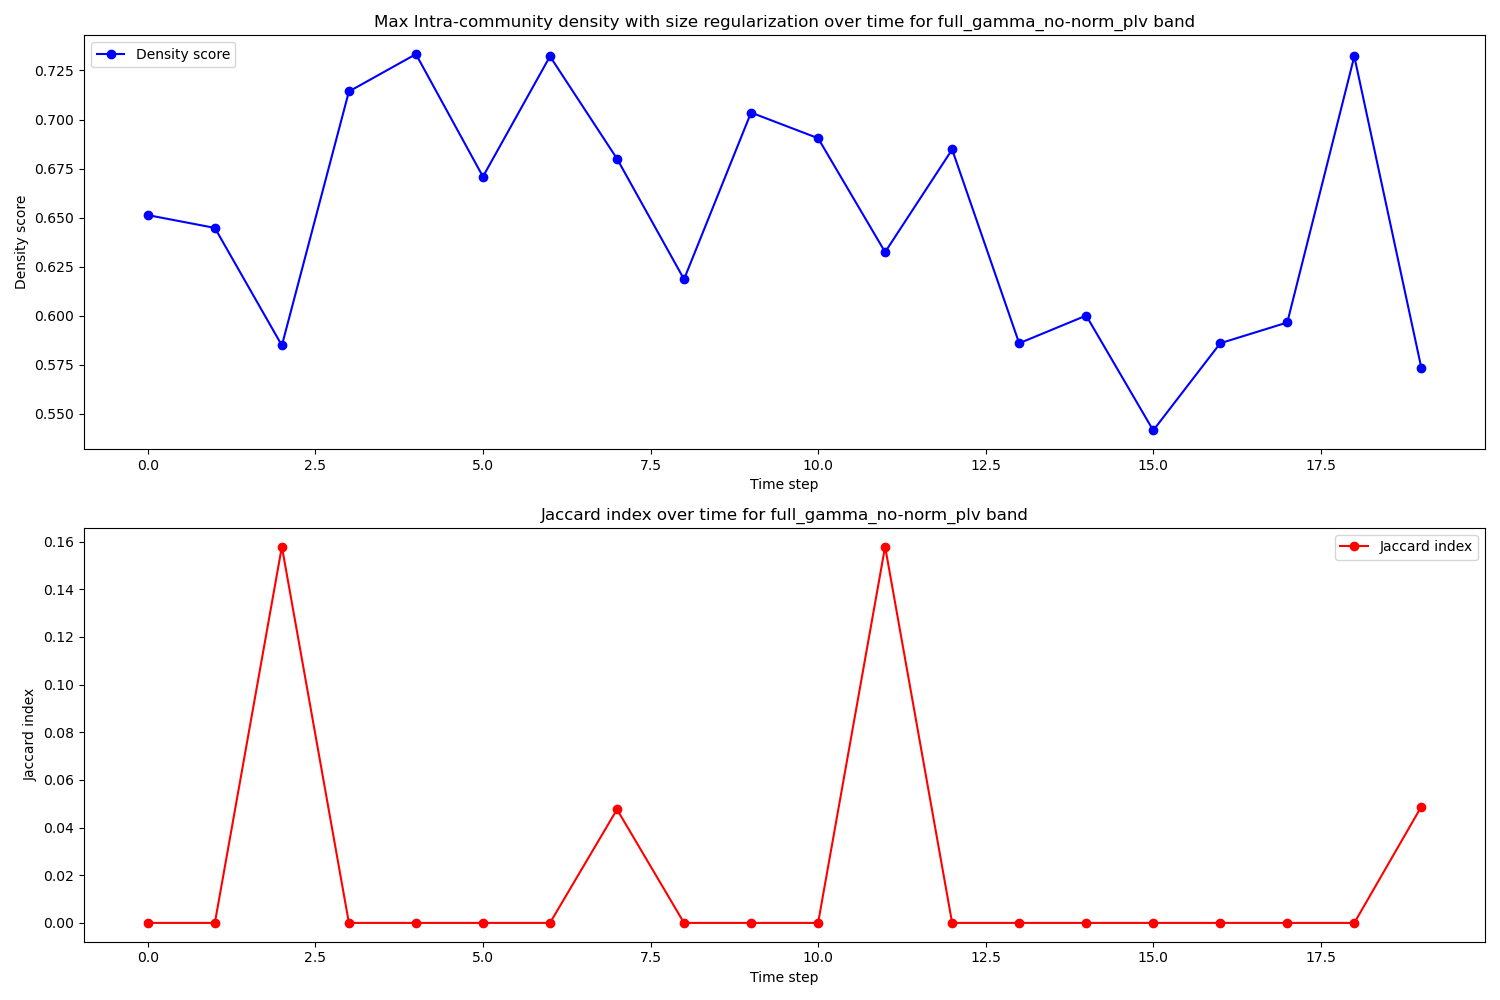 Max Intra-community density with size regularization over time for full_gamma_no-norm_plv band
Density score
0.725
0.700
0.675
0.650
0.625
0.600
0.575
0.550
Density score
0.0 2.5 5.0 7.5 10.0 12.5 15.0 17.5
Time step
Jaccard index over time for full_gamma_no-norm_plv band
Jaccard index
0.16
0.14
0.12
0.10
0.08
0.06
0.04
0.02
0.00
Jaccard index
0.0 2.5 5.0 7.5 10.0 12.5 15.0 17.5
Time step